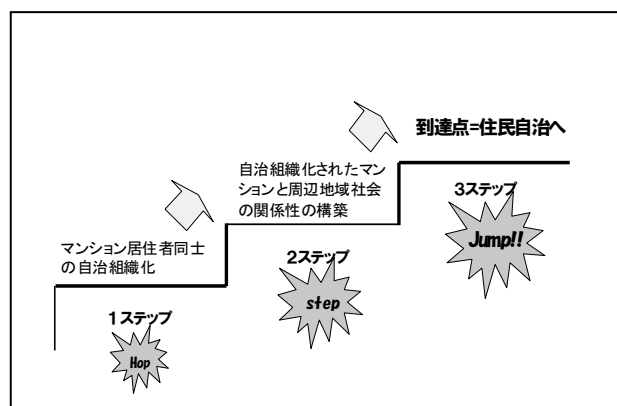 到達点=住民自治へ
自治組織化されたマン
ションと周辺地域社会
の関係性の構築
3ステップ
Jump!!
マンション居住者同士
の自治組織化
2ステップ
step
1ステップ
Hop